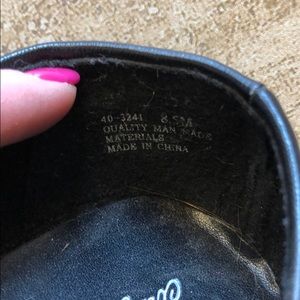 40-3241 8.5M
QUALITY MAN MADE
MATERIALS
MADE IN CHINA